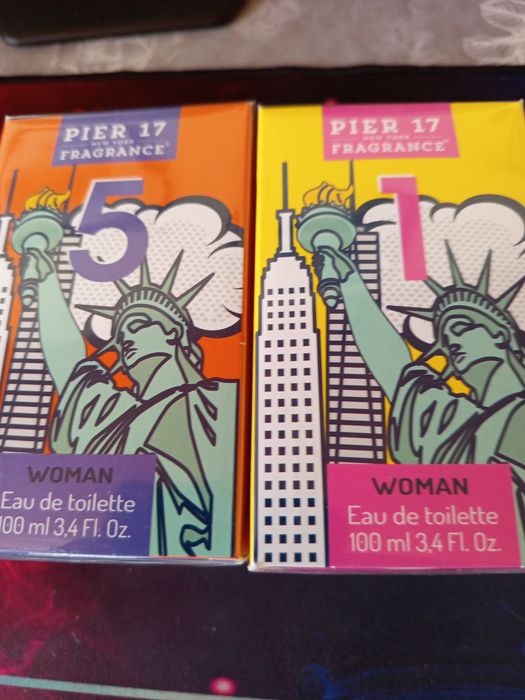 PIER 17
NEW YORK
FRAGRANCE®
5
WOMAN
Eau de toilette
100 ml 3,4 Fl. Oz.
PIER 17
NEW YORK
FRAGRANCE®
1
WOMAN
Eau de toilette
100 ml 3,4 Fl. Oz.